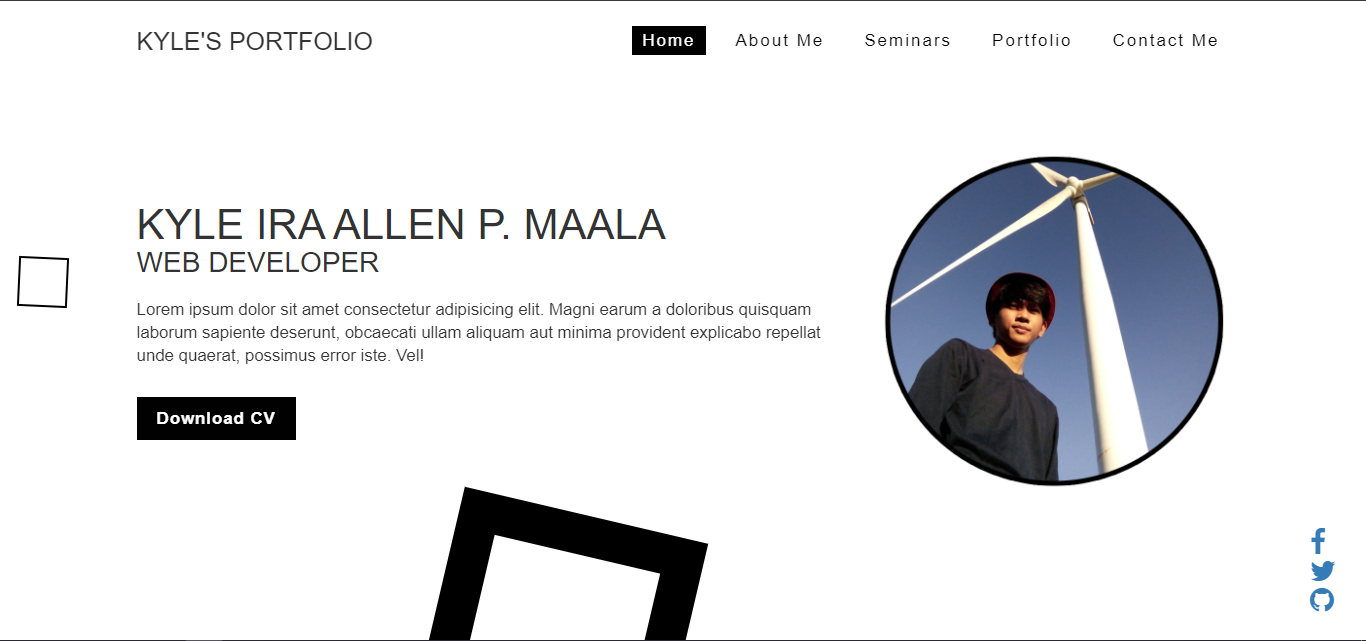 KYLE'S PORTFOLIO
Home About Me Seminars Portfolio Contact Me
KYLE IRA ALLEN P. MAALA
WEB DEVELOPER
Lorem ipsum dolor sit amet consectetur adipisicing elit. Magni earum a doloribus quisquam
laborum sapiente deserunt, obcaecati ullam aliquam aut minima provident explicabo repellat
unde quaerat, possimus error iste. Vel!
Download CV